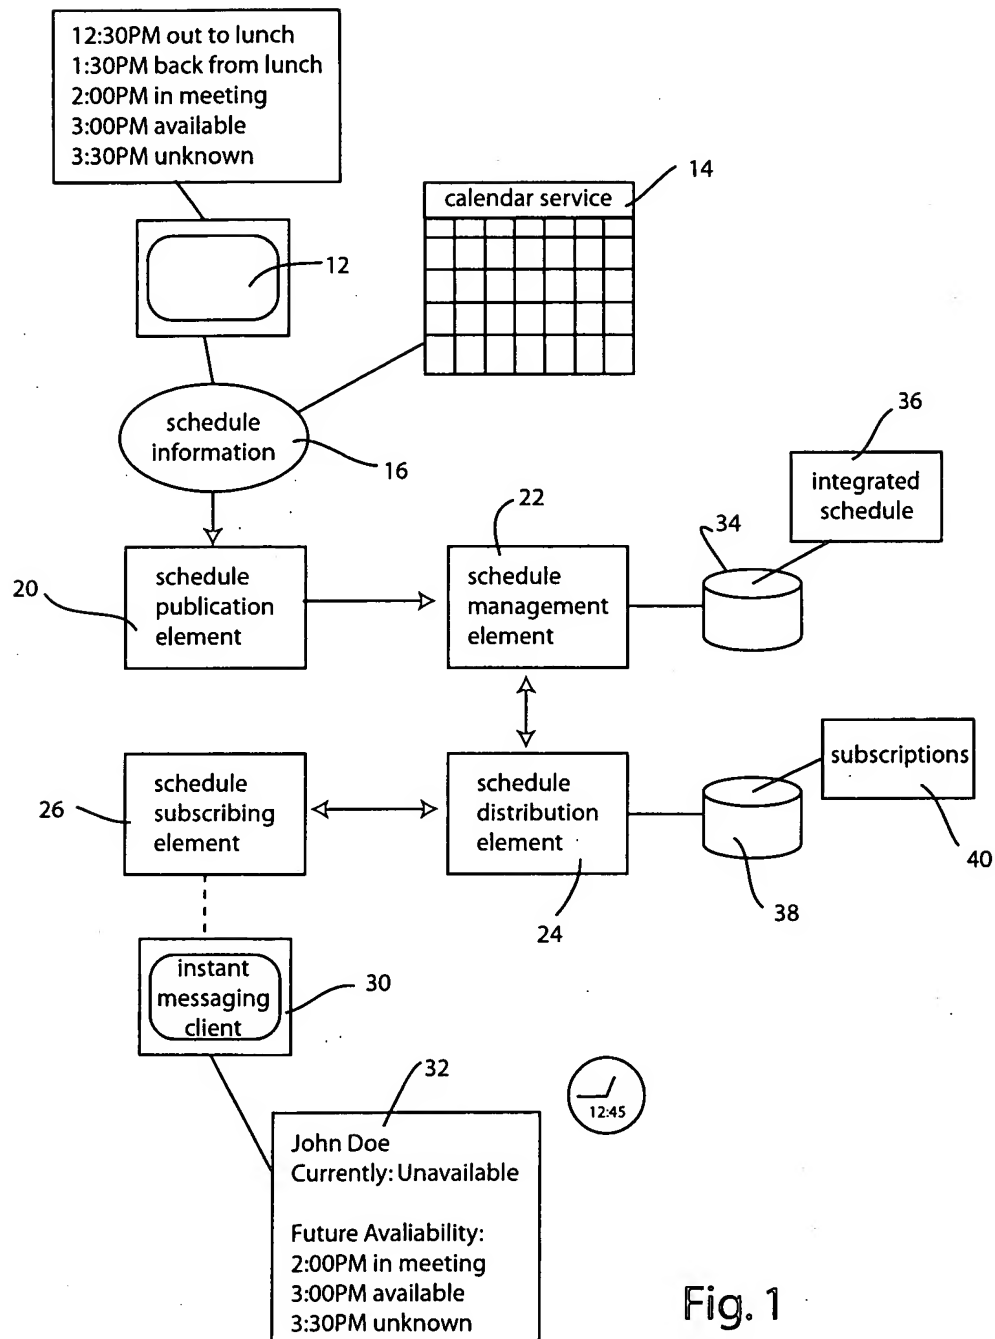 12:30PM out to lunch
1:30PM back from lunch
2:00PM in meeting
3:00PM available
3:30PM unknown
14
calendar service
12
schedule
information
16
36
integrated
schedule
22
34
20
schedule
publication
element
schedule
management
element
26
schedule
subscribing
element
schedule
distribution
element
24
subscriptions
40
38
instant
messaging
client
30
32
12:45
John Doe
Currently: Unavailable
Future Avaliability:
2:00PM in meeting
3:00PM available
3:30PM unknown
Fig. 1